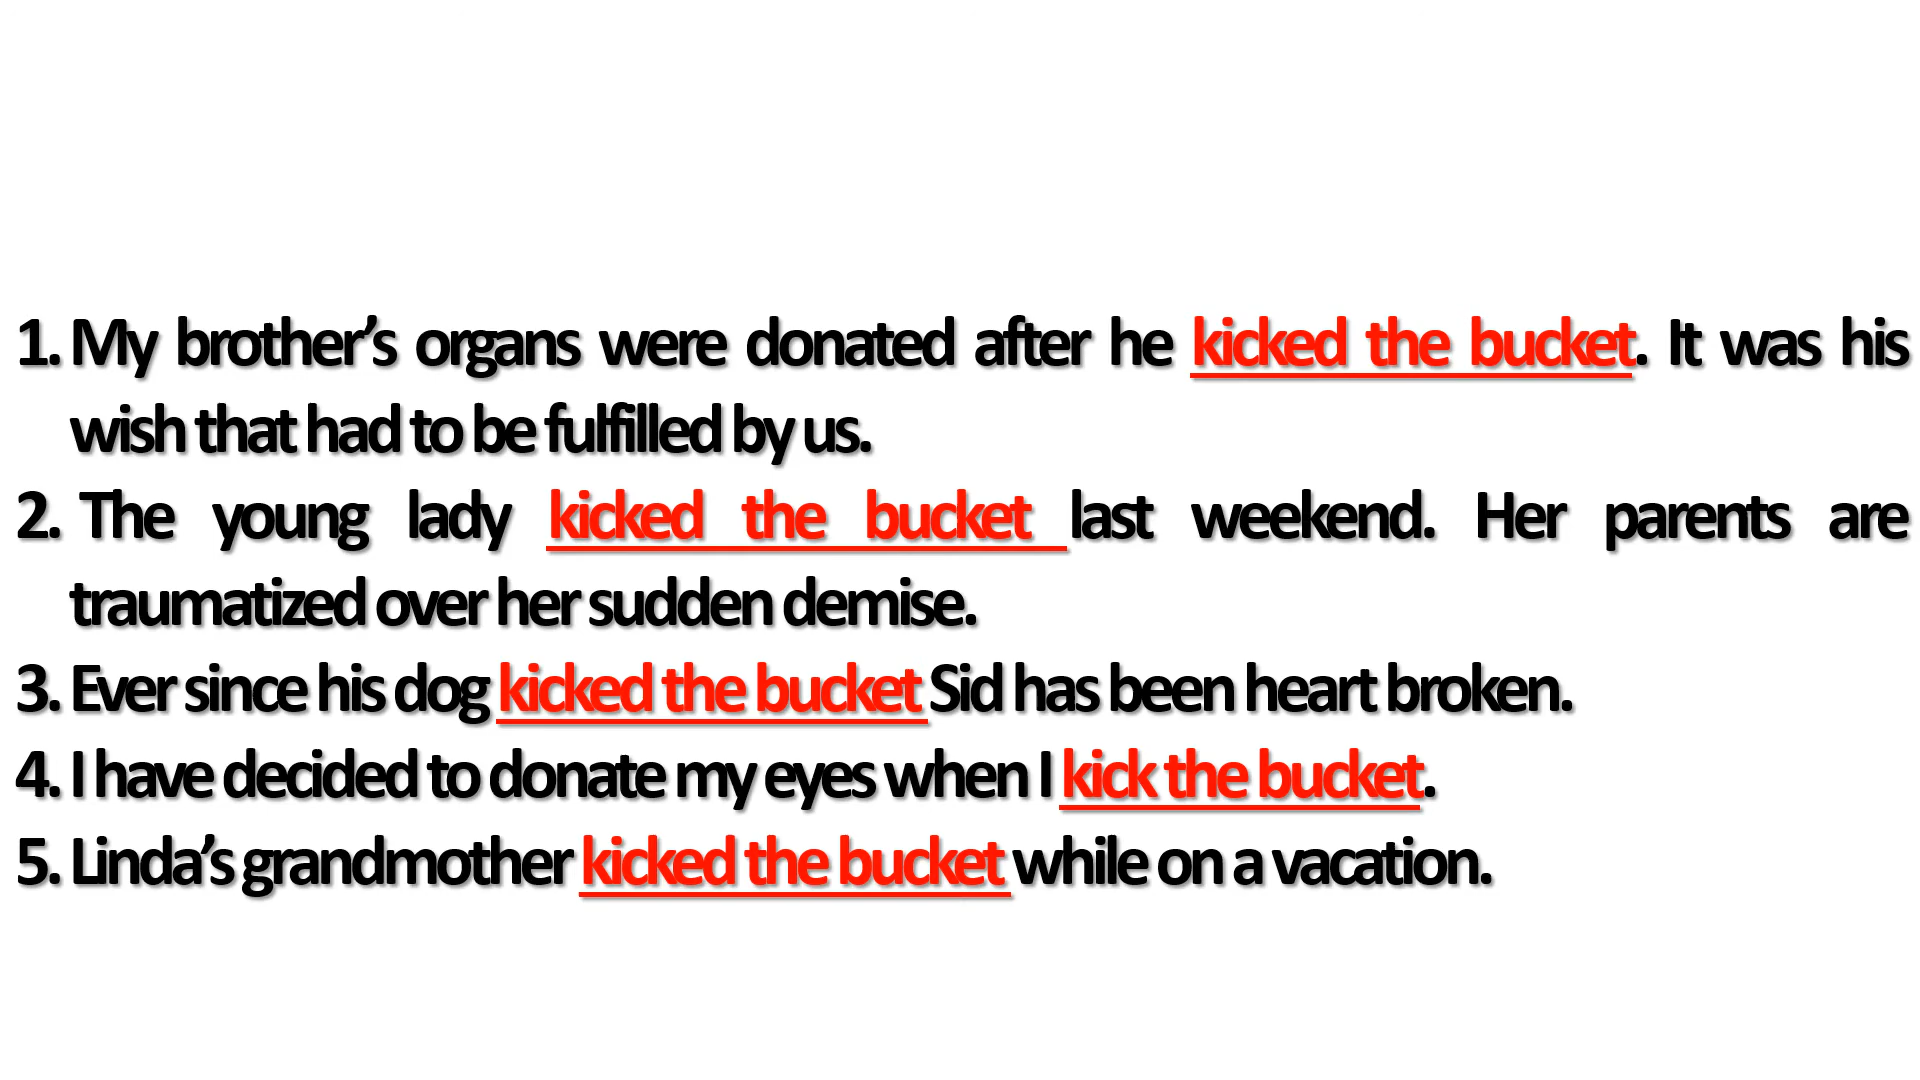 1. My brother’s organs were donated after he kicked the bucket. It was his
wish that had to be fulfilled by us.
2. The young lady kicked the bucket last weekend. Her parents are
traumatized over her sudden demise.
3. Ever since his dog kicked the bucket Sid has been heart broken.
4. I have decided to donate my eyes when I kick the bucket.
5. Linda’s grandmother kicked the bucket while on a vacation.